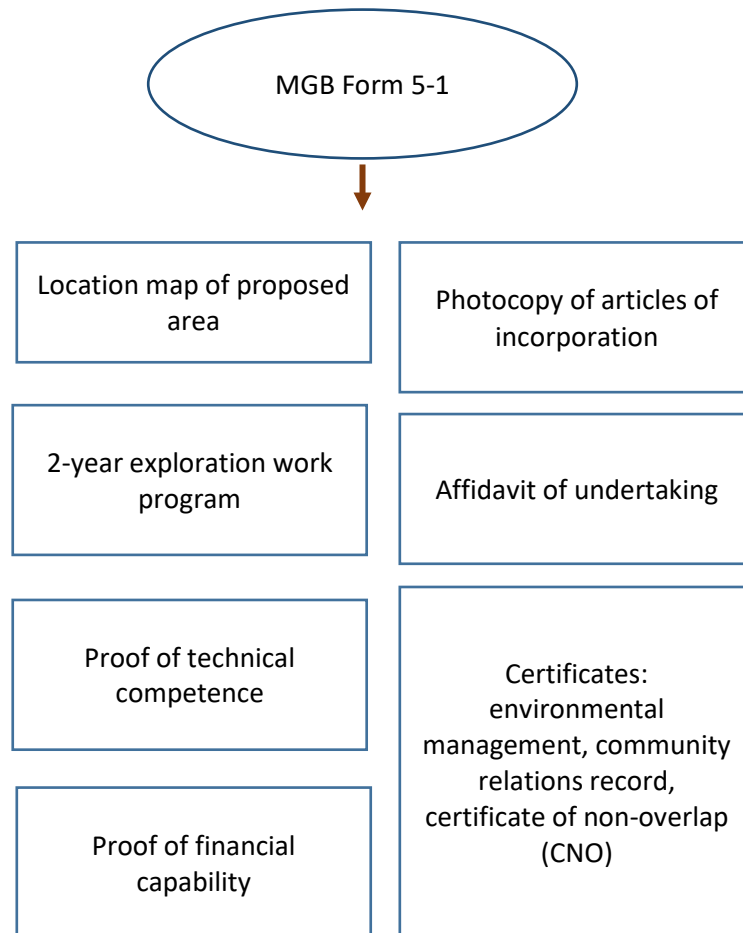 MGB Form 5-1
Location map of proposed
area
2-year exploration work
program
Proof of technical
competence
Proof of financial
capability
Photocopy of articles of
incorporation
Affidavit of undertaking
Certificates:
environmental
management, community
relations record,
certificate of non-overlap
(CNO)